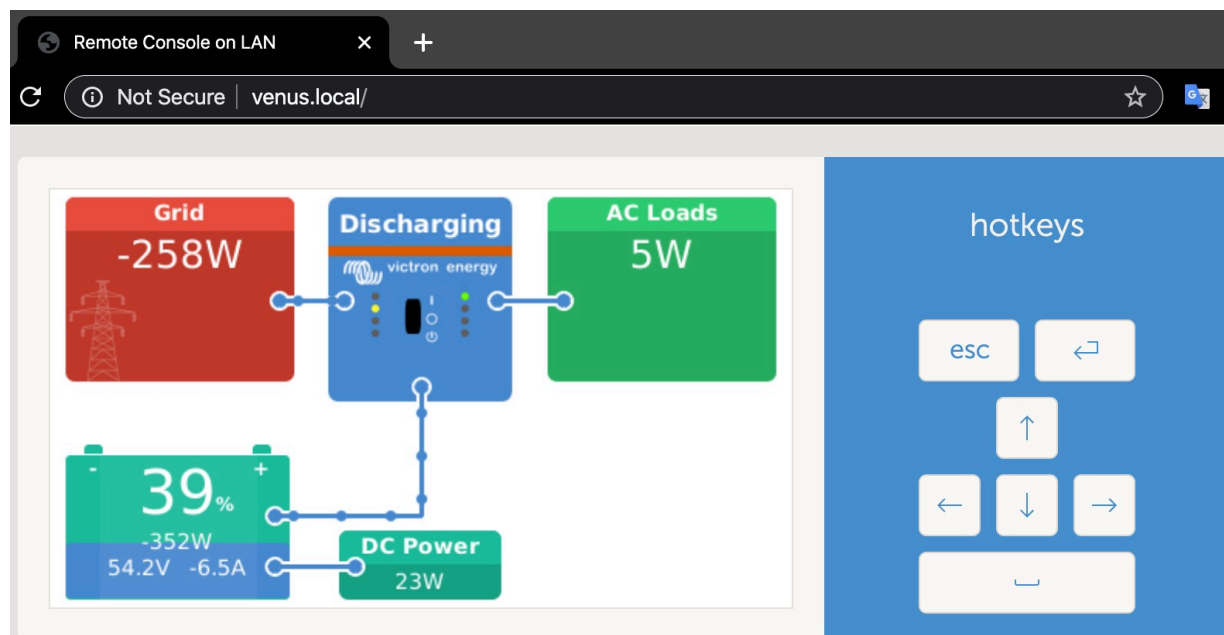 Remote Console on LAN
Not Secure
venus.local/
Grid
-258W
Discharging
victron energy
AC Loads
5W
39%
-352W
54.2V -6.5A
- +
DC Power
23W
hotkeys
esc